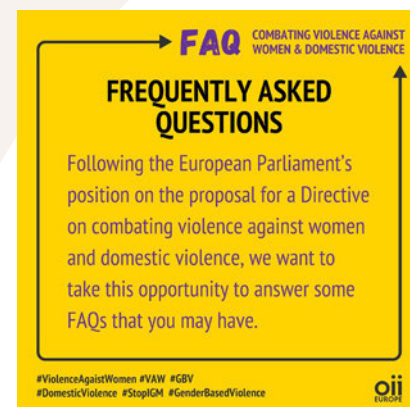 FAQ
COMBATING VIOLENCE AGAINST
WOMEN & DOMESTIC VIOLENCE
FREQUENTLY ASKED
QUESTIONS
Following the European Parliament's
position on the proposal for a Directive
on combating violence against women
and domestic violence, we want to
take this opportunity to answer some
FAQs that you may have.
#ViolenceAgaistWomen #VAW #GBV
#DomesticViolence #StopIGM #GenderBasedViolence
oii
EUROPE